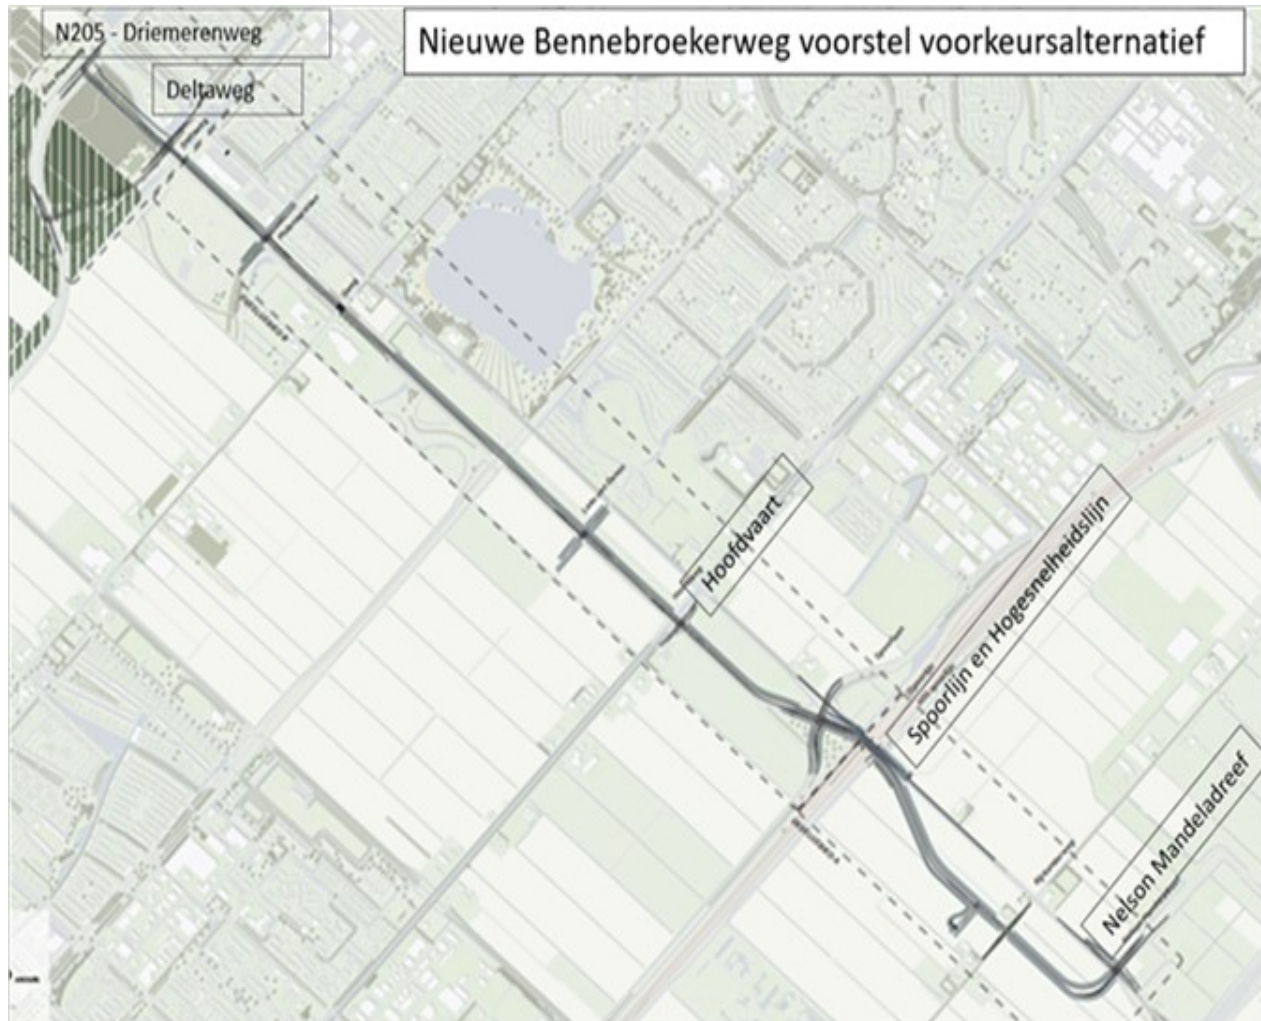 N205 - Driemerenweg
Nieuwe Bennebroekerweg voorstel voorkeursalternatief
Deltaweg
Hoofdvaart
Spoorlijn en Hogesnelheidslijn
Nelson Mandeladreef